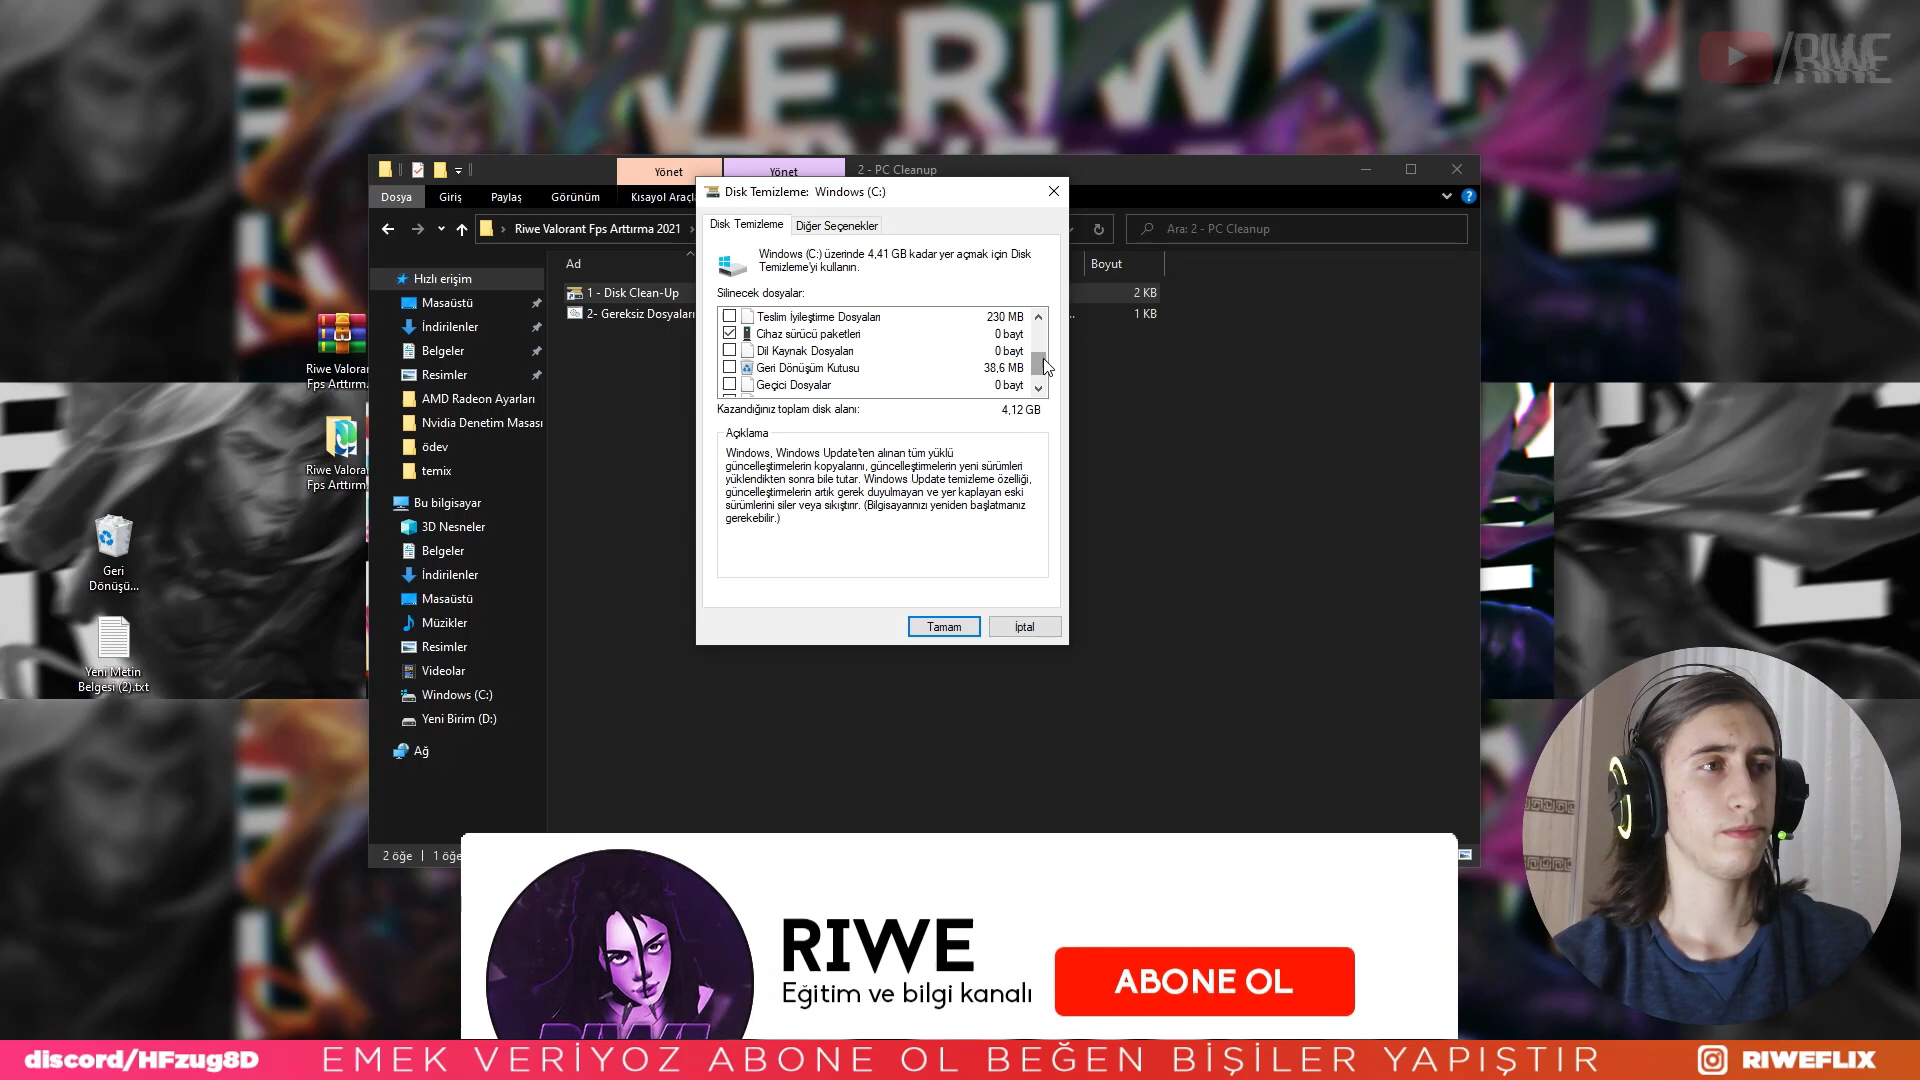 WE RIWE R
/RIWE
Yönet
Yönet
2 - PC Cleanup
Dosya
Giriş
Paylaş
Görünüm
Kısayol Araçla
Riwe Valorant Fps Arttırma 2021
Ara: 2 - PC Cleanup
Disk Temizleme: Windows (C:)
Disk Temizleme
Diğer Seçenekler
Windows (C:) üzerinde 4,41 GB kadar yer açmak için Disk
Temizleme'yi kullanın.
Silinecek dosyalar:
Teslim İyileştirme Dosyaları 230 MB
Cihaz sürücü paketleri 0 bayt
Dil Kaynak Dosyaları 0 bayt
Geri Dönüşüm Kutusu 38,6 MB
Geçici Dosyalar 0 bayt
Kazandığınız toplam disk alanı: 4,12 GB
Açıklama
Windows, Windows Update'ten alınan tüm yüklü
güncelleştirmelerin kopyalarını, güncelleştirmelerin yeni sürümleri
yüklendikten sonra bile tutar. Windows Update temizleme özelliği,
güncelleştirmelerin artık gerek duyulmayan ve yer kaplayan eski
sürümlerini siler veya sıkıştırır. (Bilgisayarınızı yeniden başlatmanız
gerekebilir.)
Tamam
İptal
Ad
Boyut
1 - Disk Clean-Up
2 KB
2- Gereksiz Dosyaları
1 KB
Hızlı erişim
Masaüstü
İndirilenler
Belgeler
Resimler
AMD Radeon Ayarları
Nvidia Denetim Masası
ödev
temix
Bu bilgisayar
3D Nesneler
Belgeler
İndirilenler
Masaüstü
Müzikler
Resimler
Videolar
Windows (C:)
Yeni Birim (D:)
Ağ
2 öğe
1 öğe
Riwe Valora
Fps Arttırm
Riwe Valora
Fps Arttırm
Geri
Dönüşü...
Yeni Metin
Belgesi (2).txt
RIWE
Eğitim ve bilgi kanalı
ABONE OL
discord/HFzug8D
EMEK VERİYOZ ABONE OL BEĞEN BİŞİLER YAPIŞTIR
RIWEFLIX